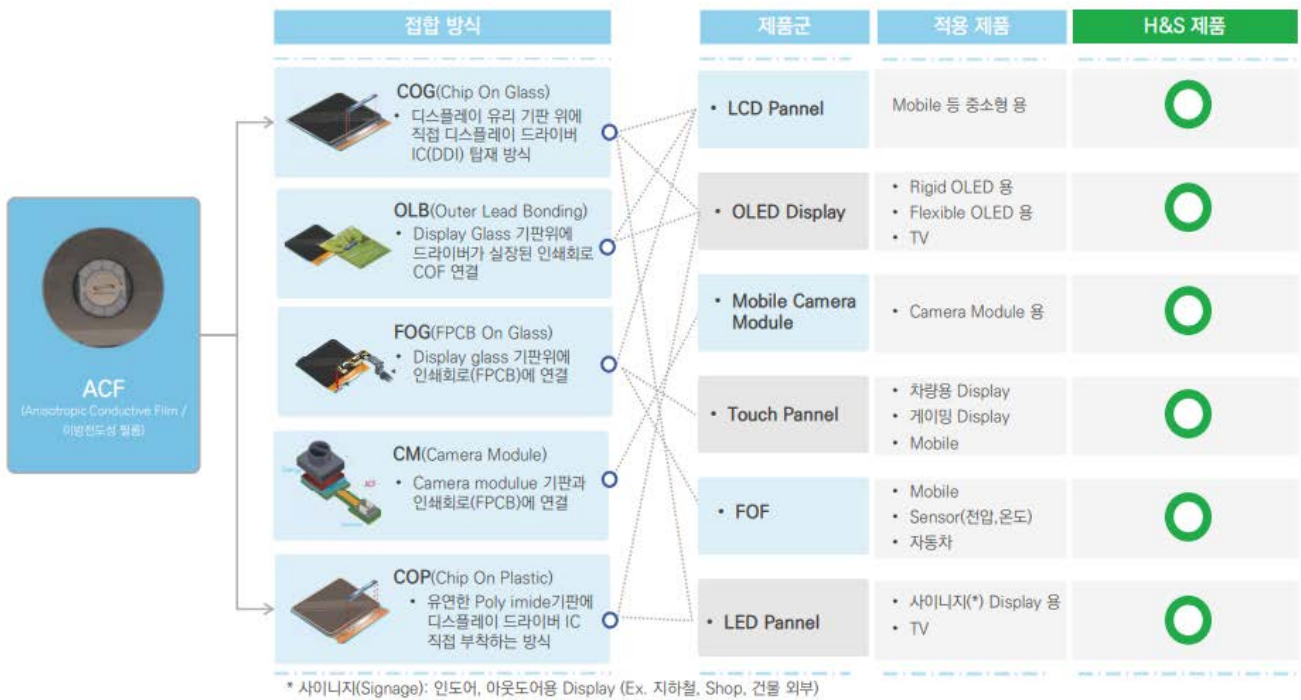 접합 방식
제품군
적용 제품
H&S 제품
ACF
(Anisotropic Conductive Film /
이방전도성 필름)
COG(Chip On Glass)
• 디스플레이 유리 기판 위에
직접 디스플레이 드라이버
IC(DDI) 탑재 방식
OLB(Outer Lead Bonding)
• Display Glass 기판위에
드라이버가 실장된 인쇄회로
COF 연결
FOG(FPCB On Glass)
• Display glass 기판위에
인쇄회로(FPCB)에 연결
CM(Camera Module)
• Camera modulue 기판과
인쇄회로(FPCB)에 연결
ACF
COP(Chip On Plastic)
• 유연한 Poly imide기판에
디스플레이 드라이버 IC
직접 부착하는 방식
• LCD Pannel
Mobile 등 중소형 용
• OLED Display
• Rigid OLED 용
• Flexible OLED 용
• TV
• Mobile Camera
Module
• Camera Module 용
• Touch Pannel
• 차량용 Display
• 게이밍 Display
• Mobile
• FOF
• Mobile
• Sensor(전압,온도)
• 자동차
• LED Pannel
• 사이니지(*) Display 용
• TV
* 사이니지(Signage): 인도어, 아웃도어용 Display (Ex. 지하철, Shop, 건물 외부)